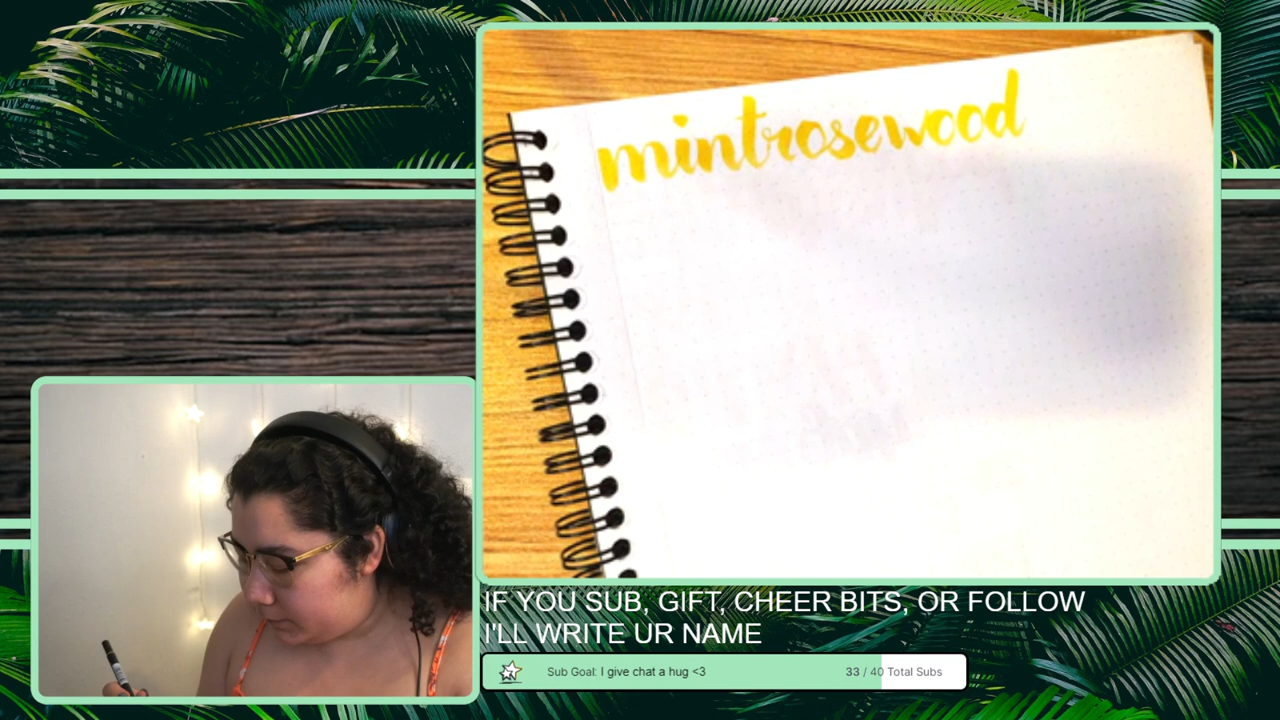 mintrosewood
IF YOU SUB, GIFT, CHEER BITS, OR FOLLOW
I'LL WRITE UR NAME
Sub Goal: I give chat a hug <3
33 / 40 Total Subs